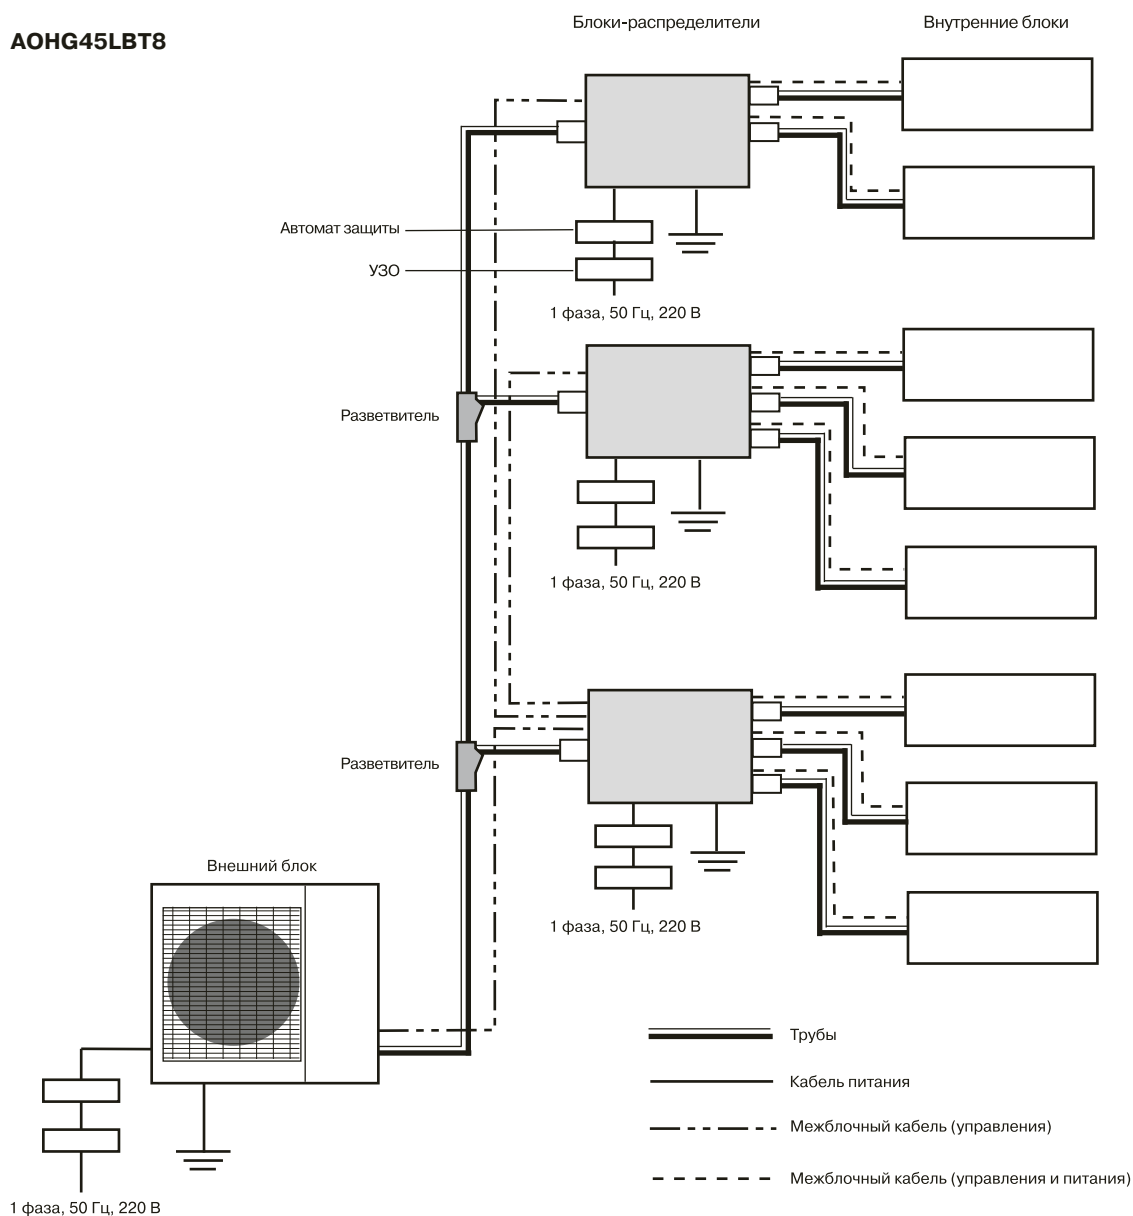 Блоки-распределители
Внутренние блоки
AOHG45LBT8
Автомат защиты
УЗО
1 фаза, 50 Гц, 220 В
Разветвитель
1 фаза, 50 Гц, 220 В
Разветвитель
Внешний блок
1 фаза, 50 Гц, 220 В
Трубы
Кабель питания
Межблочный кабель (управления)
Межблочный кабель (управления и питания)
1 фаза, 50 Гц, 220 В